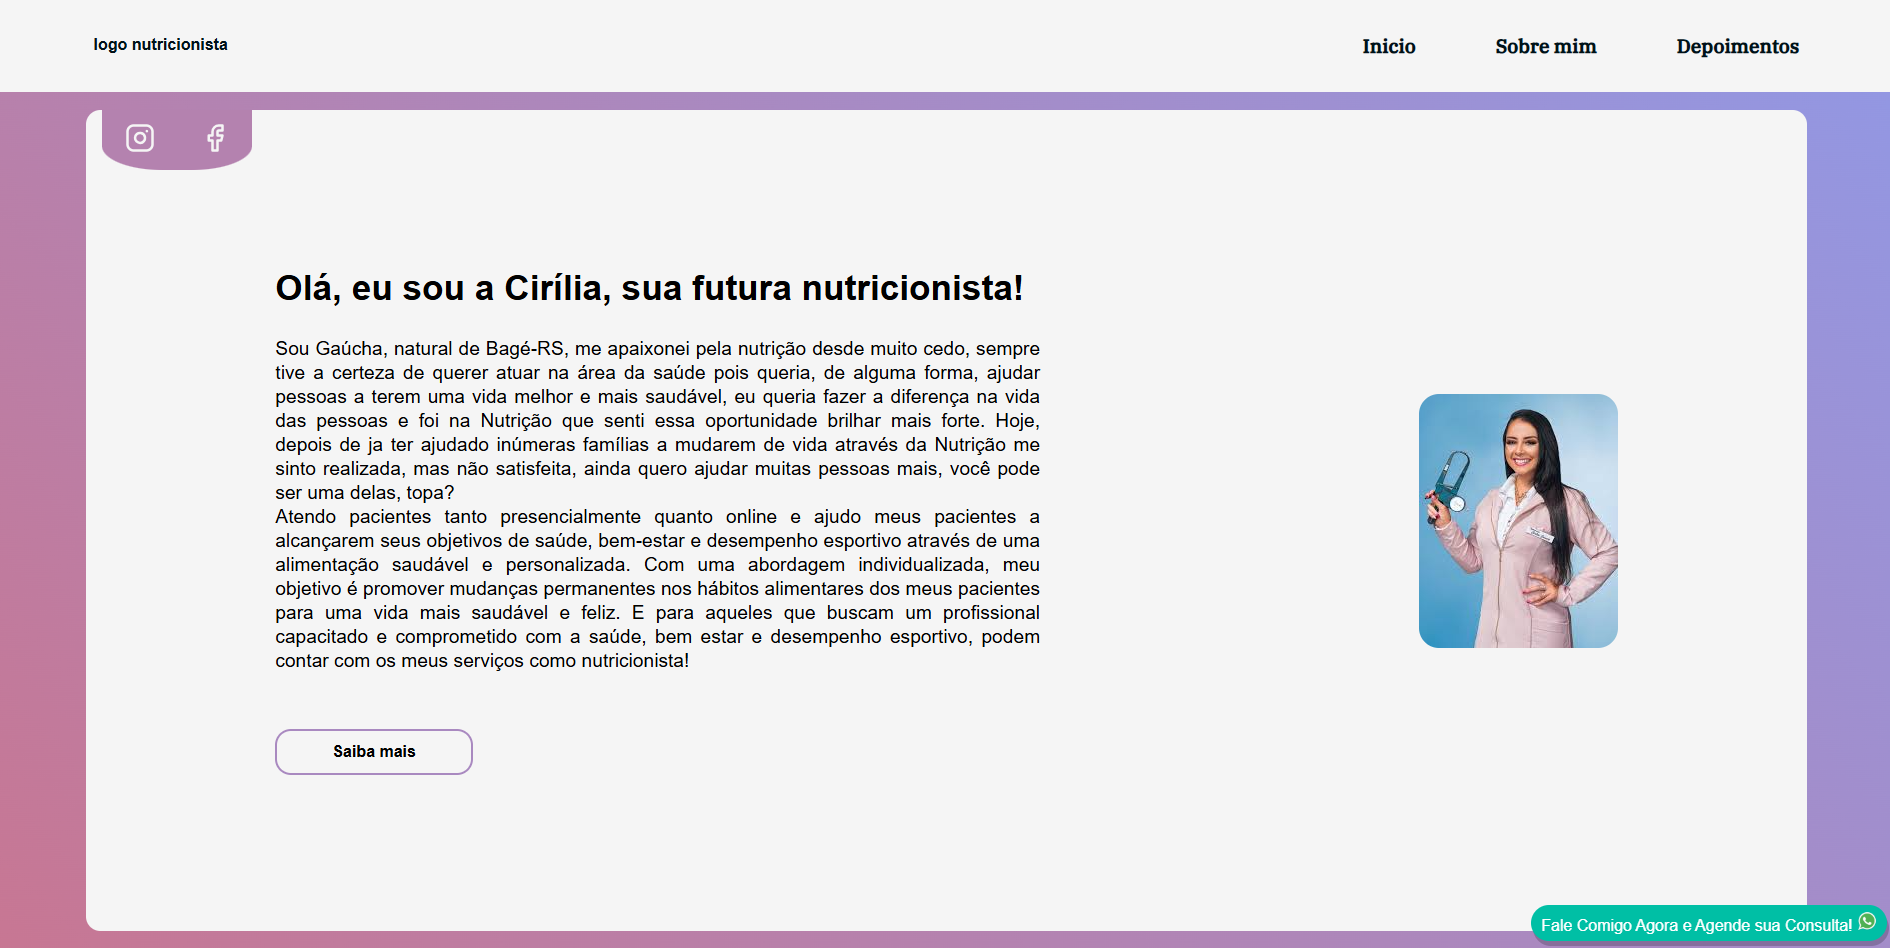 logo nutricionista
Inicio
Sobre mim
Depoimentos
Olá, eu sou a Cirília, sua futura nutricionista!
Sou Gaúcha, natural de Bagé-RS, me apaixonei pela nutrição desde muito cedo, sempre
tive a certeza de querer atuar na área da saúde pois queria, de alguma forma, ajudar
pessoas a terem uma vida melhor e mais saudável, eu queria fazer a diferença na vida
das pessoas e foi na Nutrição que senti essa oportunidade brilhar mais forte. Hoje,
depois de ja ter ajudado inúmeras famílias a mudarem de vida através da Nutrição me
sinto realizada, mas não satisfeita, ainda quero ajudar muitas pessoas mais, você pode
ser uma delas, topa?
Atendo pacientes tanto presencialmente quanto online e ajudo meus pacientes a
alcançarem seus objetivos de saúde, bem-estar e desempenho esportivo através de uma
alimentação saudável e personalizada. Com uma abordagem individualizada, meu
objetivo é promover mudanças permanentes nos hábitos alimentares dos meus pacientes
para uma vida mais saudável e feliz. E para aqueles que buscam um profissional
capacitado e comprometido com a saúde, bem estar e desempenho esportivo, podem
contar com os meus serviços como nutricionista!
Saiba mais
Fale Comigo Agora e Agende sua Consulta!